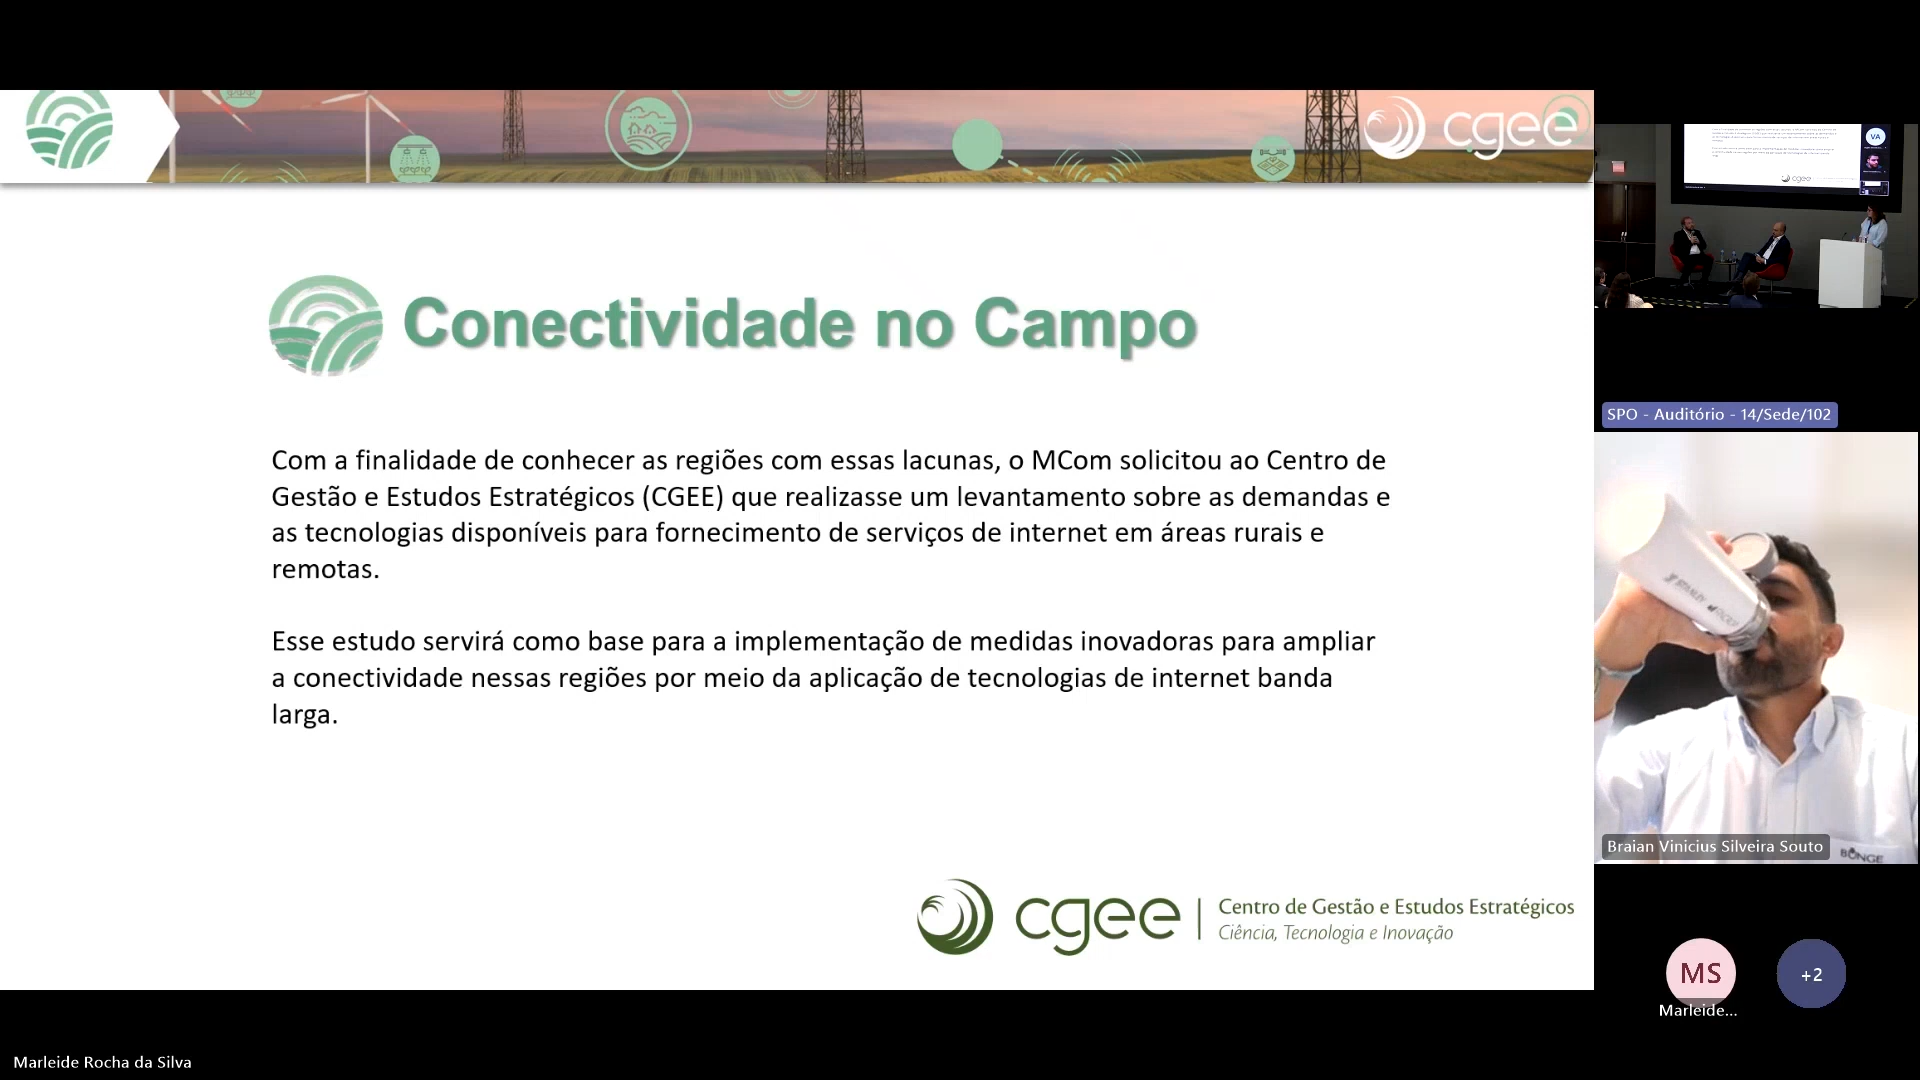 cgee
Conectividade no Campo
Com a finalidade de conhecer as regiões com essas lacunas, o MCom solicitou ao Centro de
Gestão e Estudos Estratégicos (CGEE) que realizasse um levantamento sobre as demandas e
as tecnologias disponíveis para fornecimento de serviços de internet em áreas rurais e
remotas.
Esse estudo servirá como base para a implementação de medidas inovadoras para ampliar
a conectividade nessas regiões por meio da aplicação de tecnologias de internet banda
larga.
cgee
Centro de Gestão e Estudos Estratégicos
Ciência, Tecnologia e Inovação
VA
cgee
SPO - Auditório - 14/Sede/102
BUNGE
Braian Vinicius Silveira Souto
MS
+2
Marleide...
Marleide Rocha da Silva